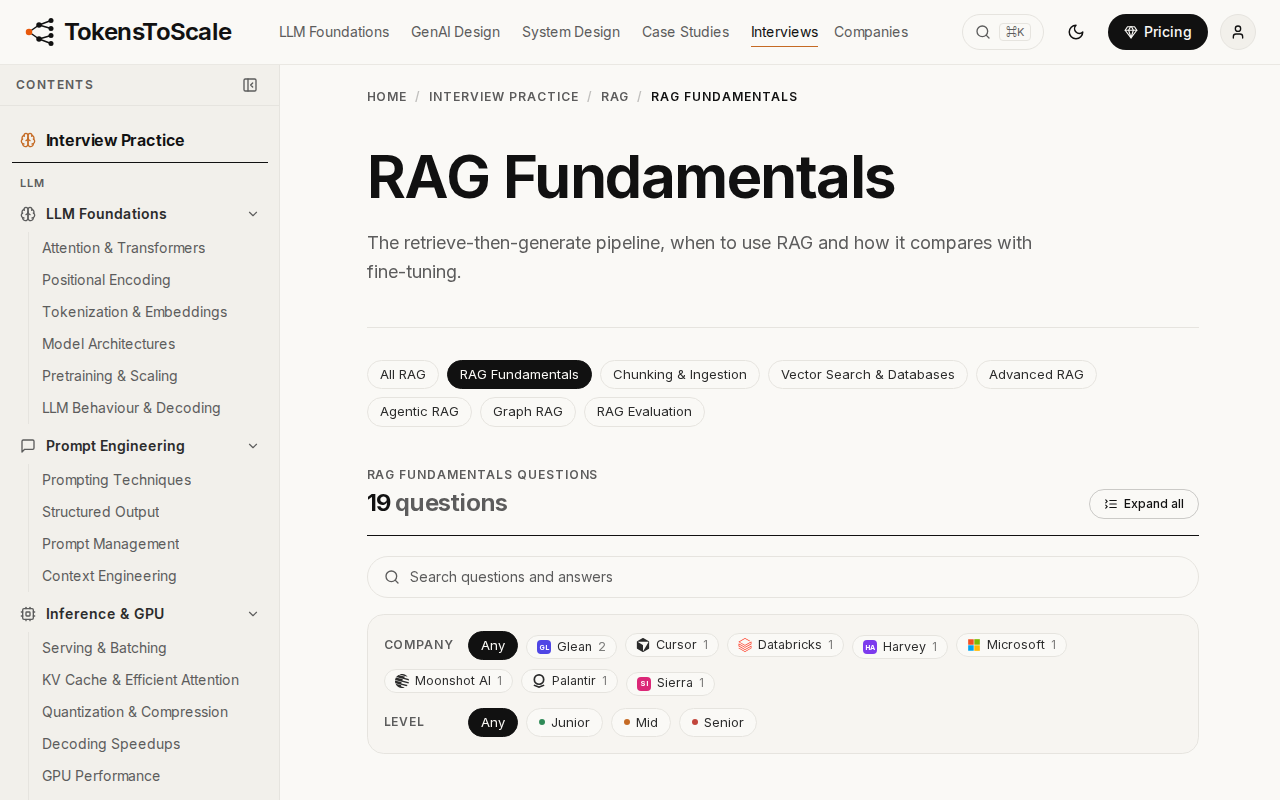 TokensToScale
LLM Foundations
GenAI Design
System Design
Case Studies
Interviews
Companies
⌘K
Pricing
CONTENTS
Interview Practice
LLM
LLM Foundations
Attention & Transformers
Positional Encoding
Tokenization & Embeddings
Model Architectures
Pretraining & Scaling
LLM Behaviour & Decoding
Prompt Engineering
Prompting Techniques
Structured Output
Prompt Management
Context Engineering
Inference & GPU
Serving & Batching
KV Cache & Efficient Attention
Quantization & Compression
Decoding Speedups
GPU Performance
HOME / INTERVIEW PRACTICE / RAG / RAG FUNDAMENTALS
RAG Fundamentals
The retrieve-then-generate pipeline, when to use RAG and how it compares with
fine-tuning.
All RAG
RAG Fundamentals
Chunking & Ingestion
Vector Search & Databases
Advanced RAG
Agentic RAG
Graph RAG
RAG Evaluation
RAG FUNDAMENTALS QUESTIONS
19 questions
Expand all
Search questions and answers
COMPANY
Any
GL Glean 2
Cursor 1
Databricks 1
HA Harvey 1
Microsoft 1
Moonshot AI 1
Palantir 1
SI Sierra 1
LEVEL
Any
Junior
Mid
Senior